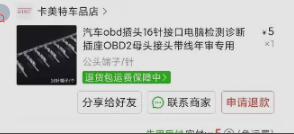 卡美特车品店>
汽车obd插头16针接口电脑检测诊断
¥5
插座OBD2母头接头带线年审专用
×1
公头端子/针
退货包运费保障中>
分享给好友
联系商家
申请退款